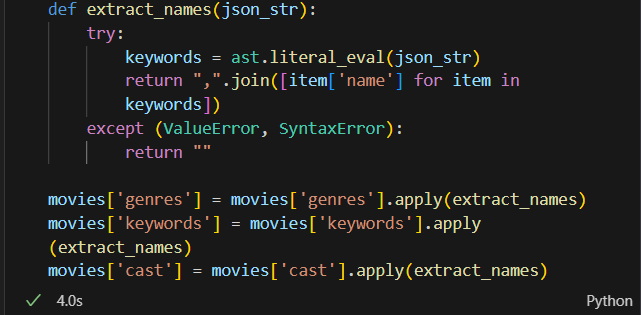 def extract_names(json_str):
    try:
        keywords = ast.literal_eval(json_str)
        return ",".join([item['name'] for item in
        keywords])
    except (ValueError, SyntaxError):
        return ""
movies['genres'] = movies['genres'].apply(extract_names)
movies['keywords'] = movies['keywords'].apply
(extract_names)
movies['cast'] = movies['cast'].apply(extract_names)
✓ 4.0s Python